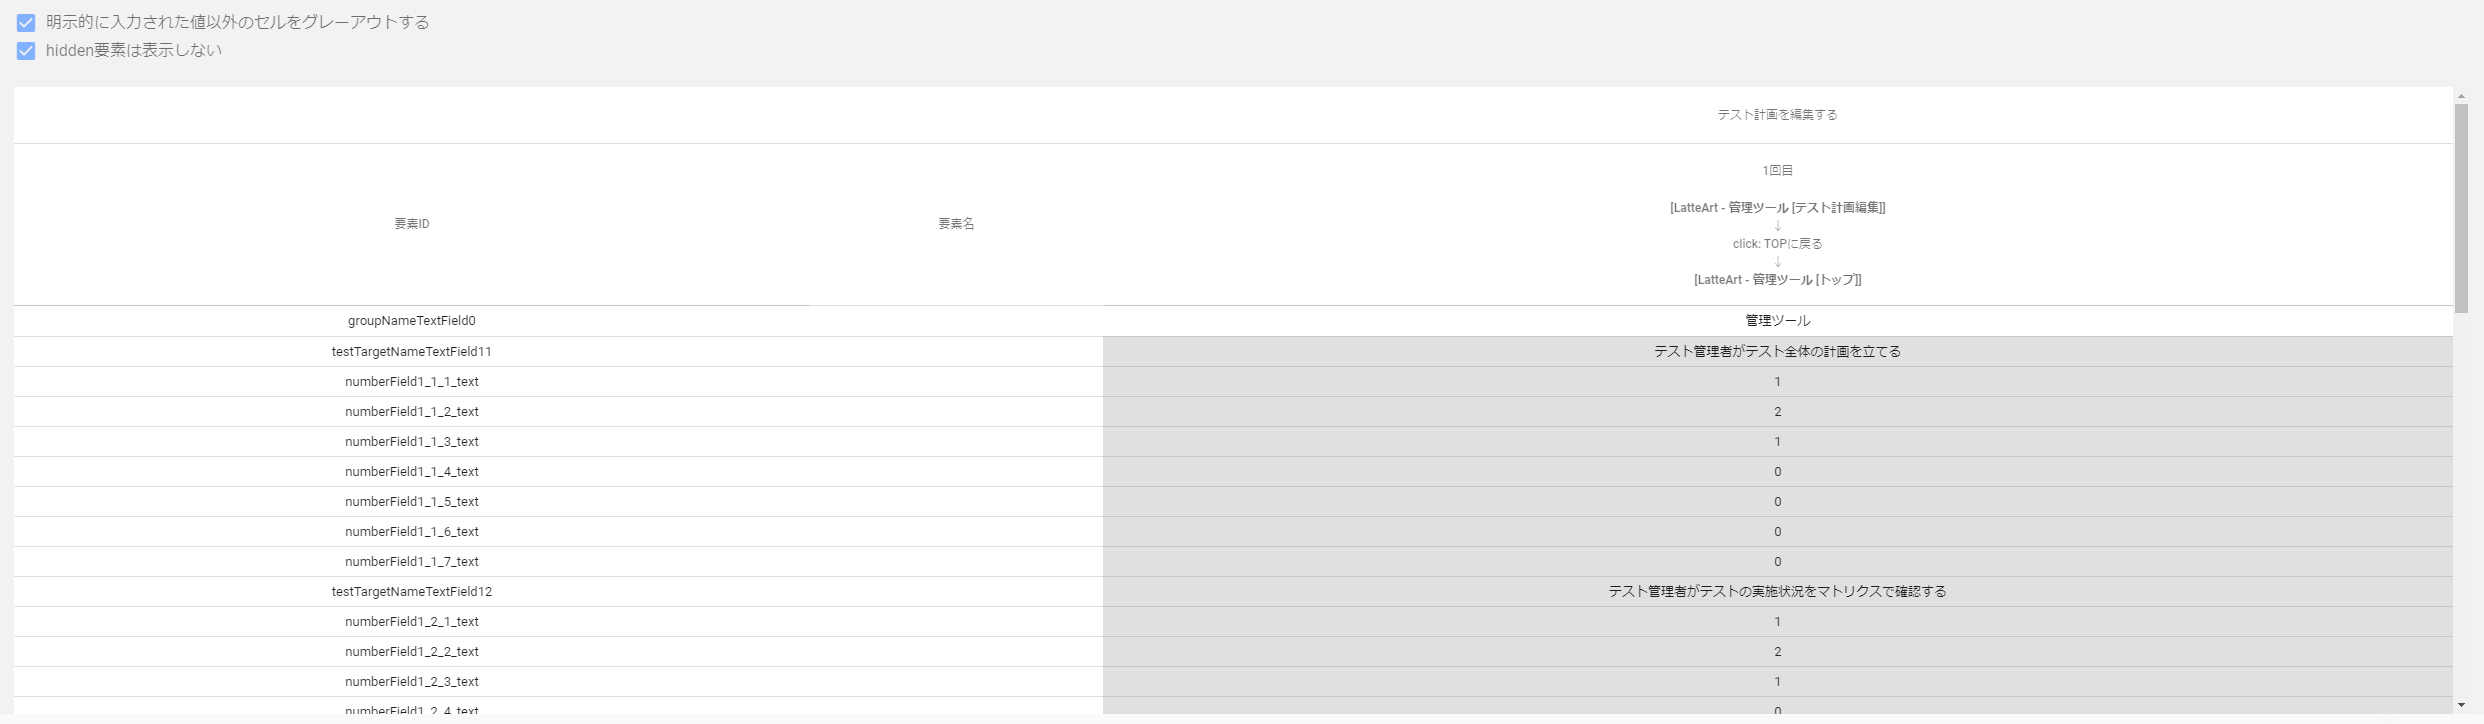 明示的に入力された値以外のセルをグレーアウトする
hidden要素は表示しない
テスト計画を編集する
要素ID
要素名
1回目
[LatteArt - 管理ツール [テスト計画編集]]
↓
click: TOPに戻る
↓
[LatteArt - 管理ツール [トップ]]
groupNameTextField0 管理ツール
testTargetNameTextField11 テスト管理者がテスト全体の計画を立てる
numberField1_1_1_text 1
numberField1_1_2_text 2
numberField1_1_3_text 1
numberField1_1_4_text 0
numberField1_1_5_text 0
numberField1_1_6_text 0
numberField1_1_7_text 0
testTargetNameTextField12 テスト管理者がテストの実施状況をマトリクスで確認する
numberField1_2_1_text 1
numberField1_2_2_text 2
numberField1_2_3_text 1
numberField1_2_4_text 0